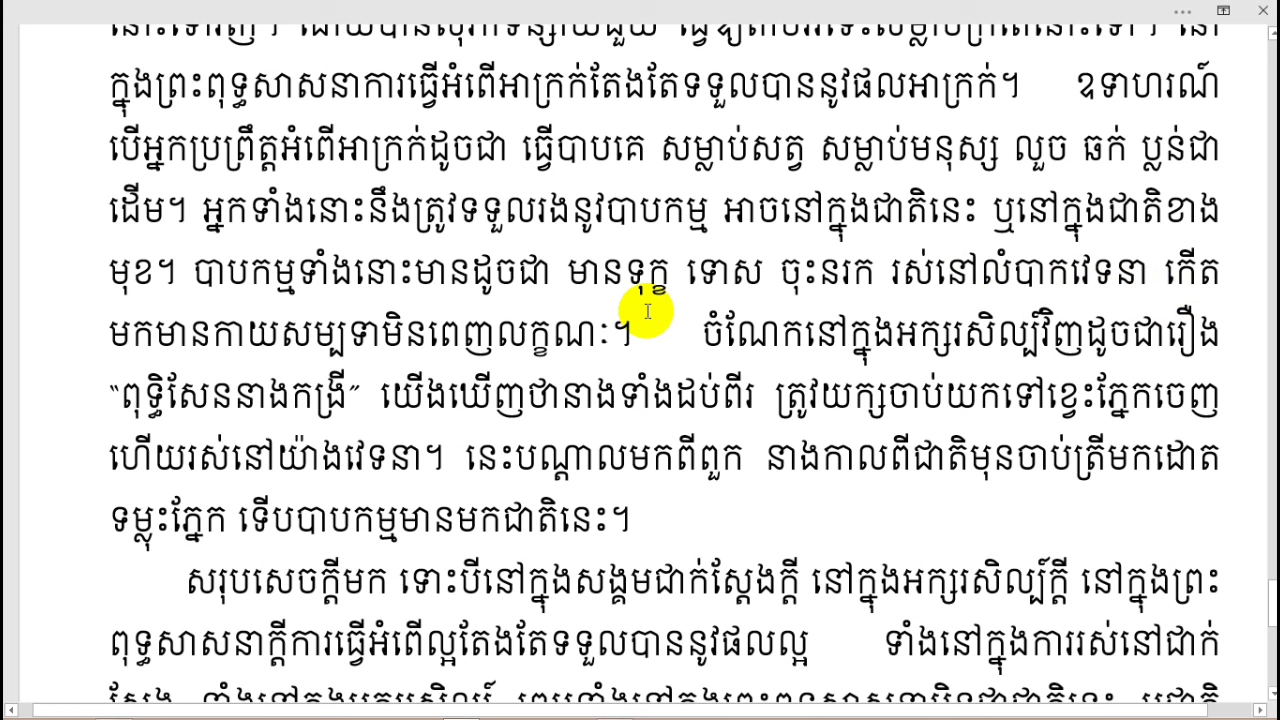 ក្នុងព្រះពុទ្ធសាសនាការធ្វើអំពើអាក្រក់តែងតែទទួលបាននូវផលអាក្រក់។ ឧទាហរណ៍
បើអ្នកប្រព្រឹត្តអំពើអាក្រក់ដូចជា ធ្វើបាបគេ សម្លាប់សត្វ សម្លាប់មនុស្ស លួច ឆក់ ប្លន់ជា
ដើម។ អ្នកទាំងនោះនឹងត្រូវទទួលរងនូវបាបកម្ម អាចនៅក្នុងជាតិនេះ ឬនៅក្នុងជាតិខាង
មុខ។ បាបកម្មទាំងនោះមានដូចជា មានទុក្ខ ទោស ចុះនរក រស់នៅលំបាកវេទនា កើត
មកមានកាយសម្បទាមិនពេញលក្ខណៈ។ ចំណែកនៅក្នុងអក្សរសិល្ប៍វិញដូចជារឿង
“ពុទ្ធិសែននាងកង្រី” យើងឃើញថានាងទាំងដប់ពីរ ត្រូវយក្សចាប់យកទៅខ្វេះភ្នែកចេញ
ហើយរស់នៅយ៉ាងវេទនា។ នេះបណ្តាលមកពីពួក នាងកាលពីជាតិមុនចាប់ត្រីមកដោត
ទម្លុះភ្នែក ទើបបាបកម្មមានមកជាតិនេះ។
សរុបសេចក្តីមក ទោះបីនៅក្នុងសង្គមជាក់ស្តែងក្តី នៅក្នុងអក្សរសិល្ប៍ក្តី នៅក្នុងព្រះ
ពុទ្ធសាសនាក្តីការធ្វើអំពើល្អតែងតែទទួលបាននូវផលល្អ ទាំងនៅក្នុងការរស់នៅជាក់